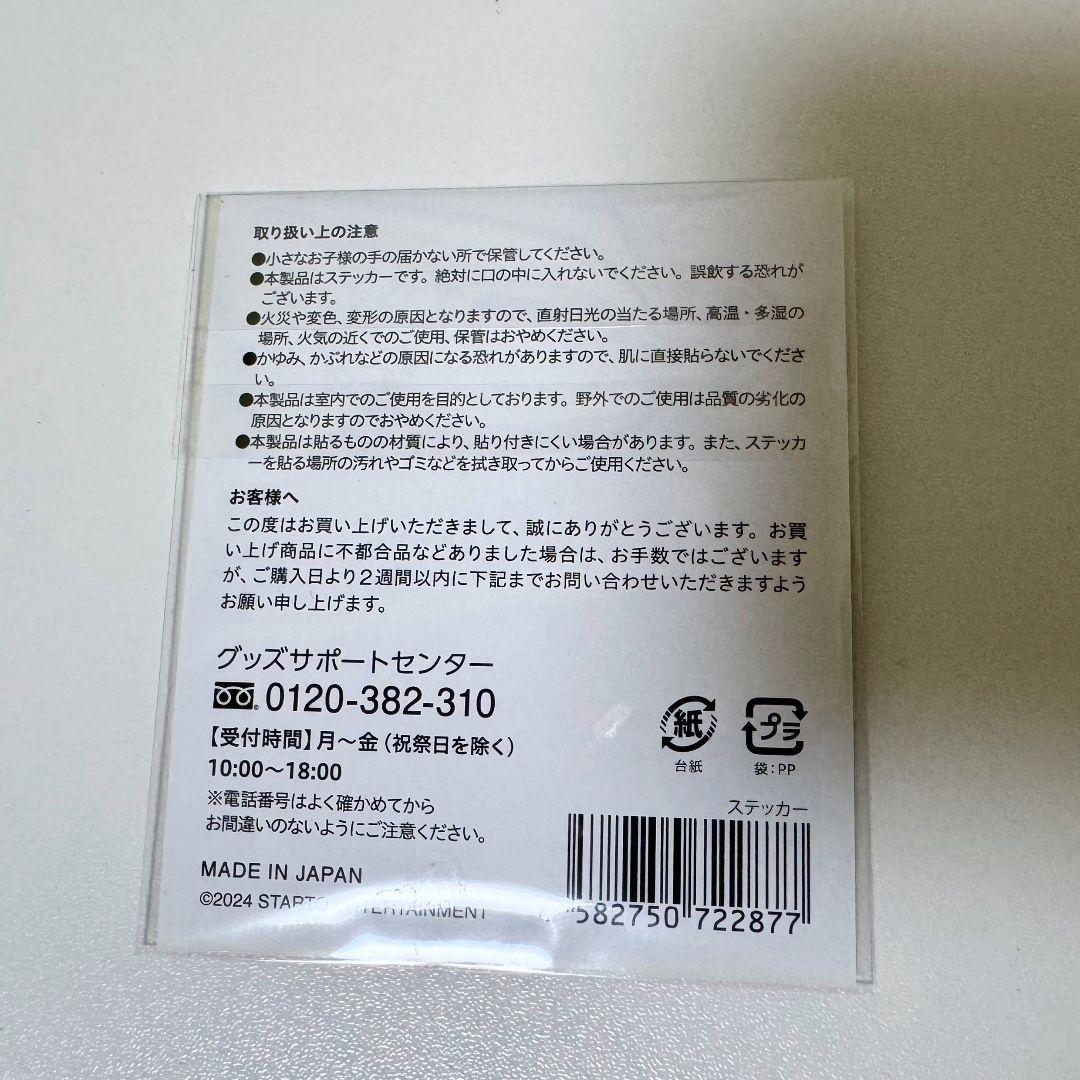 取り扱い上の注意
●小さなお子様の手の届かない所で保管してください。
●本製品はステッカーです。絶対に口の中に入れないでください。誤飲する恐れが
ございます。
●火災や変色、変形の原因となりますので、直射日光の当たる場所、高温・多湿の
場所、火気の近くでのご使用、保管はおやめください。
●かゆみ、かぶれなどの原因になる恐れがありますので、肌に直接貼らないでくださ
い。
●本製品は室内でのご使用を目的としております。野外でのご使用は品質の劣化の
原因となりますのでおやめください。
●本製品は貼るものの材質により、貼り付きにくい場合があります。また、ステッカ
ーを貼る場所の汚れやゴミなどを拭き取ってからご使用ください。
お客様へ
この度はお買い上げいただきまして、誠にありがとうございます。お買
い上げ商品に不都合品などありました場合は、お手数ではございます
が、ご購入日より2週間以内に下記までお問い合わせいただきますよう
お願い申し上げます。
グッズサポートセンター
0120-382-310
【受付時間】月～金（祝祭日を除く）
10:00～18:00
※電話番号はよく確かめてから
お間違いのないようにご注意ください。
MADE IN JAPAN
©2024
紙
台紙
プラ
袋：PP
ステッカー
582750 722877